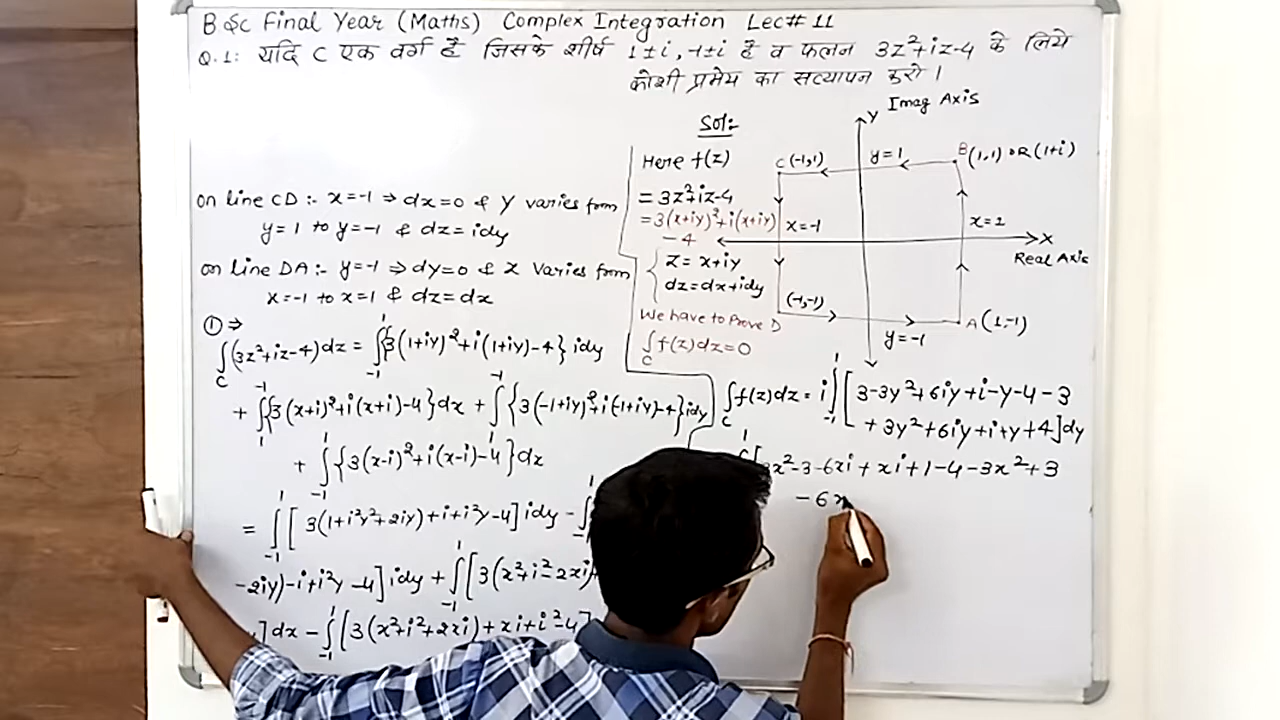 B Sc Final Year (Maths) Complex Integration Lec# 11
Q.1: यदि C एक वर्ग है जिसके शीर्ष 1±i, -1±i है व फलन 3z²+iz-4 के लिये
कोशी प्रमेय का सत्यापन करो।
on line CD :- x=-1 ⇒ dx=0 & Y varies from
y=1 to y=-1 & dz=idy
on line DA :- y=-1 ⇒ dy=0 & x varies from
x=-1 to x=1 & dz=dx
① ⇒
∫_C (3z²+iz-4)dz = ∫_{-1}^{1} {3(1+iy)²+i(1+iy)-4} idy
+ ∫_{1}^{-1} {3(x+i)²+i(x+i)-4}dx + ∫_{1}^{-1} {3(-1+iy)²+i(-1+iy)-4}idy
+ ∫_{-1}^{1} {3(x-i)²+i(x-i)-4}dx
= ∫_{-1}^{1} [3(1+i²y²+2iy)+i+i²y-4] idy - ∫
-2iy)-i+i²y-4] idy + ∫_{-1}^{1} [3(x²+i²-2xi)
]dx - ∫_{-1}^{1} [3(x²+i²+2xi)+xi+i²-4]
Sol:-
Here f(z)
= 3z²+iz-4
= 3(x+iy)²+i(x+iy)
-4
z = x+iy
dz = dx+idy
We have to Prove
∫_C f(z)dz=0
Imag Axis
Y
C (-1,1)
y=1
B (1,1) OR (1+i)
x=-1
x=1
X
Real Axis
D
(-1,-1)
y=-1
A (1,-1)
∫_C f(z)dz = i∫_{-1}^{1} [3-3y²+6iy+i-y-4-3
+3y²+6iy+i+y+4]dy
3x²-3-6xi+xi+1-4-3x²+3
-6x